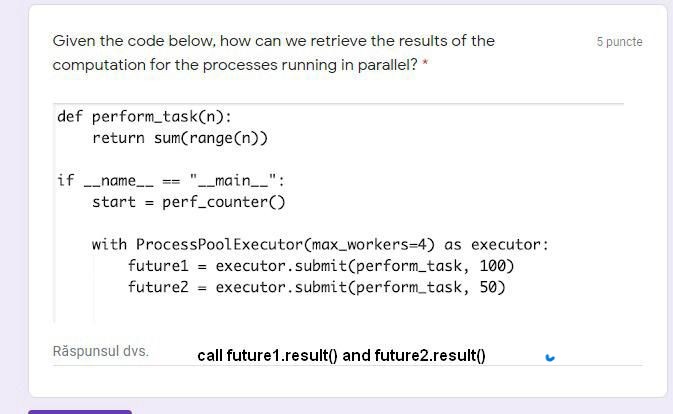 Given the code below, how can we retrieve the results of the
5 puncte
computation for the processes running in parallel? *
def perform_task(n):
    return sum(range(n))
if __name__ == "__main__":
    start = perf_counter()
    with ProcessPoolExecutor(max_workers=4) as executor:
        future1 = executor.submit(perform_task, 100)
        future2 = executor.submit(perform_task, 50)
Răspunsul dvs.
call future1.result() and future2.result()